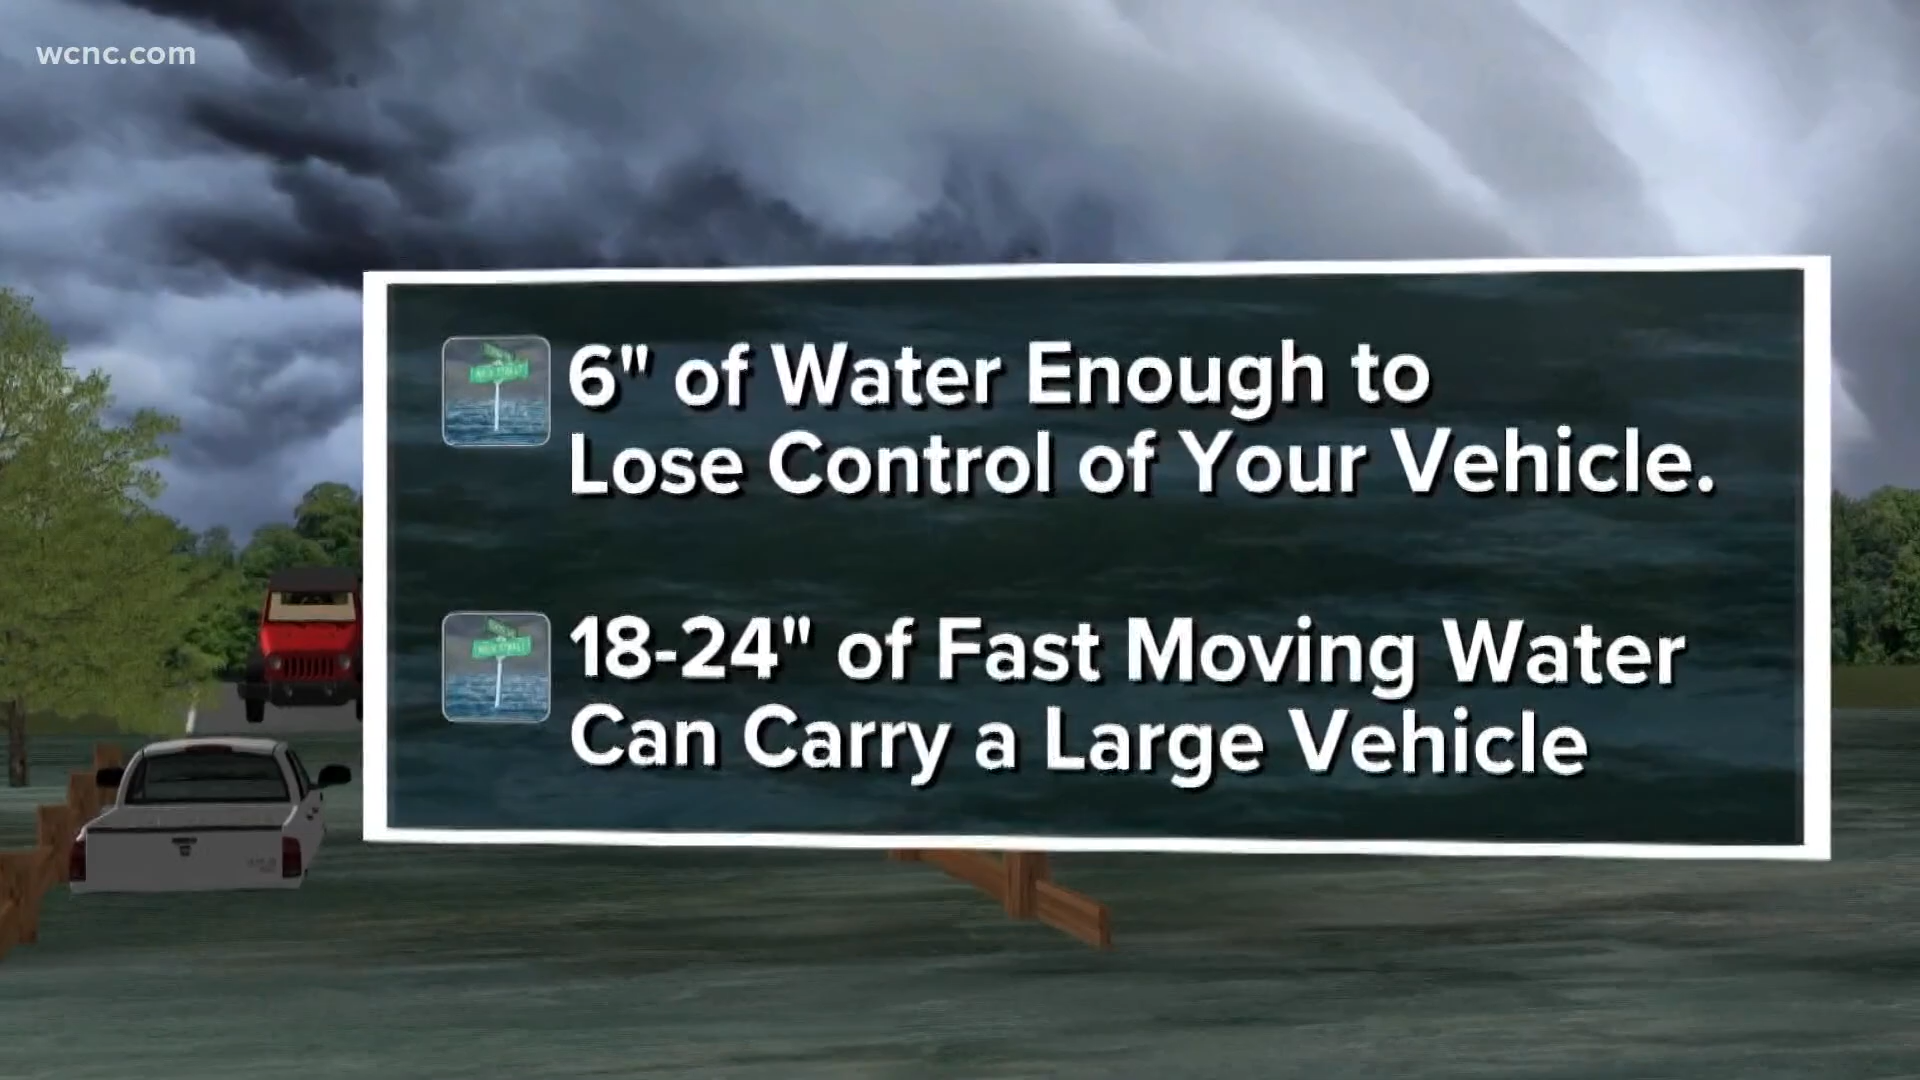 wcnc.com
6" of Water Enough to
Lose Control of Your Vehicle.
18-24" of Fast Moving Water
Can Carry a Large Vehicle